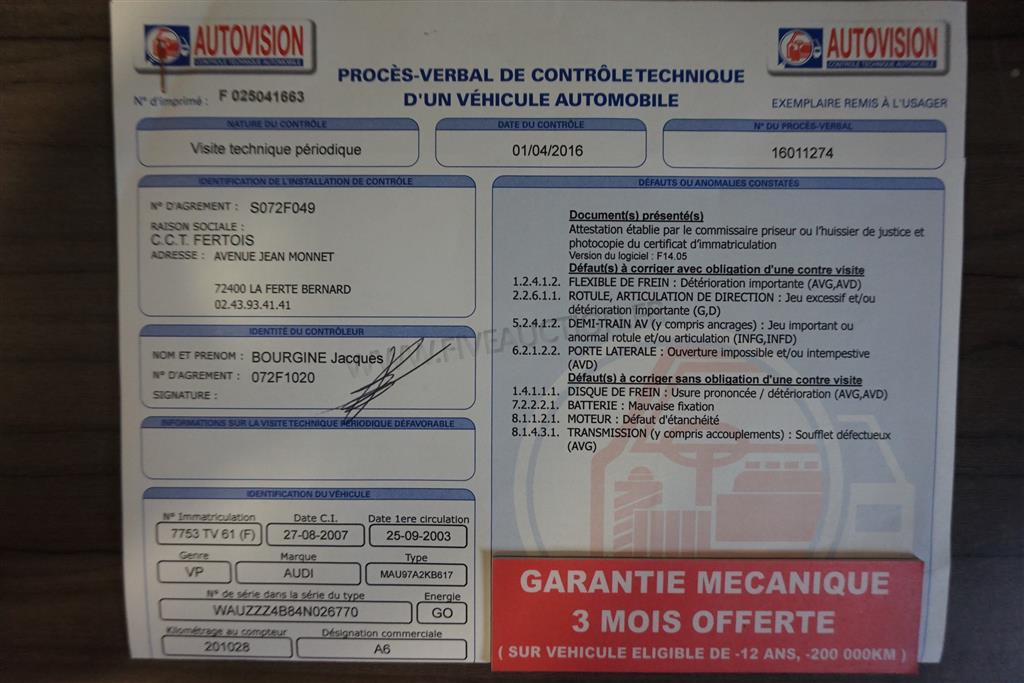 AUTOVISION
CONTROLE TECHNIQUE AUTOMOBILE
AUTOVISION
CONTROLE TECHNIQUE AUTOMOBILE
PROCÈS-VERBAL DE CONTRÔLE TECHNIQUE
D'UN VÉHICULE AUTOMOBILE
N° d'imprimé : F 025041663
EXEMPLAIRE REMIS À L'USAGER
NATURE DU CONTRÔLE
Visite technique périodique
DATE DU CONTRÔLE
01/04/2016
N° DU PROCÈS-VERBAL
16011274
IDENTIFICATION DE L'INSTALLATION DE CONTRÔLE
N° D'AGREMENT : S072F049
RAISON SOCIALE :
C.C.T. FERTOIS
ADRESSE : AVENUE JEAN MONNET
72400 LA FERTE BERNARD
02.43.93.41.41
IDENTITÉ DU CONTRÔLEUR
NOM ET PRENOM : BOURGINE Jacques
N° D'AGREMENT : 072F1020
SIGNATURE :
INFORMATIONS SUR LA VISITE TECHNIQUE PÉRIODIQUE DÉFAVORABLE
IDENTIFICATION DU VÉHICULE
N° Immatriculation
7753 TV 61 (F)
Date C.I.
27-08-2007
Date 1ere circulation
25-09-2003
Genre
VP
Marque
AUDI
Type
MAU97A2KB617
N° de série dans la série du type
WAUZZZ4B84N026770
Energie
GO
Kilométrage au compteur
201028
Désignation commerciale
A6
DÉFAUTS OU ANOMALIES CONSTATÉS
Document(s) présenté(s)
Attestation établie par le commissaire priseur ou l'huissier de justice et
photocopie du certificat d'immatriculation
Version du logiciel : F14.05
Défaut(s) à corriger avec obligation d'une contre visite
1.2.4.1.2. FLEXIBLE DE FREIN : Détérioration importante (AVG,AVD)
2.2.6.1.1. ROTULE, ARTICULATION DE DIRECTION : Jeu excessif et/ou
détérioration importante (G,D)
5.2.4.1.2. DEMI-TRAIN AV (y compris ancrages) : Jeu important ou
anormal rotule et/ou articulation (INFG,INFD)
6.2.1.2.2. PORTE LATERALE : Ouverture impossible et/ou intempestive
(AVD)
Défaut(s) à corriger sans obligation d'une contre visite
1.4.1.1.1. DISQUE DE FREIN : Usure prononcée / détérioration (AVG,AVD)
7.2.2.2.1. BATTERIE : Mauvaise fixation
8.1.1.2.1. MOTEUR : Défaut d'étanchéité
8.1.4.3.1. TRANSMISSION (y compris accouplements) : Soufflet défectueux
(AVG)
GARANTIE MECANIQUE
3 MOIS OFFERTE
( SUR VEHICULE ELIGIBLE DE -12 ANS, -200 000KM )